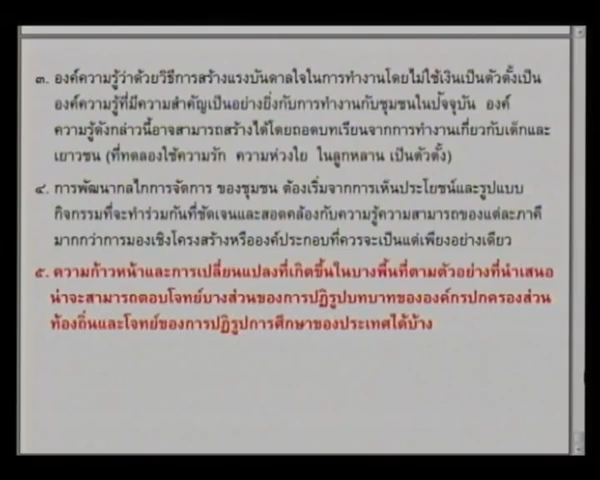 ๓. องค์ความรู้ว่าด้วยวิธีการสร้างแรงบันดาลใจในการทำงานโดยไม่ใช้เงินเป็นตัวตั้งเป็น
องค์ความรู้ที่มีความสำคัญเป็นอย่างยิ่งกับการทำงานกับชุมชนในปัจจุบัน องค์
ความรู้ดังกล่าวนี้อาจสามารถสร้างได้โดยถอดบทเรียนจากการทำงานเกี่ยวกับเด็กและ
เยาวชน (ที่ทดลองใช้ความรัก ความห่วงใย ในลูกหลาน เป็นตัวตั้ง)
๔. การพัฒนากลไกการจัดการ ของชุมชน ต้องเริ่มจากการเห็นประโยชน์และรูปแบบ
กิจกรรมที่จะทำร่วมกันที่ชัดเจนและสอดคล้องกับความรู้ความสามารถของแต่ละภาคี
มากกว่าการมองเชิงโครงสร้างหรือองค์ประกอบที่ควรจะเป็นแต่เพียงอย่างเดียว
๕. ความก้าวหน้าและการเปลี่ยนแปลงที่เกิดขึ้นในบางพื้นที่ตามตัวอย่างที่นำเสนอ
น่าจะสามารถตอบโจทย์บางส่วนของการปฏิรูปบทบาทขององค์กรปกครองส่วน
ท้องถิ่นและโจทย์ของการปฏิรูปการศึกษาของประเทศได้บ้าง